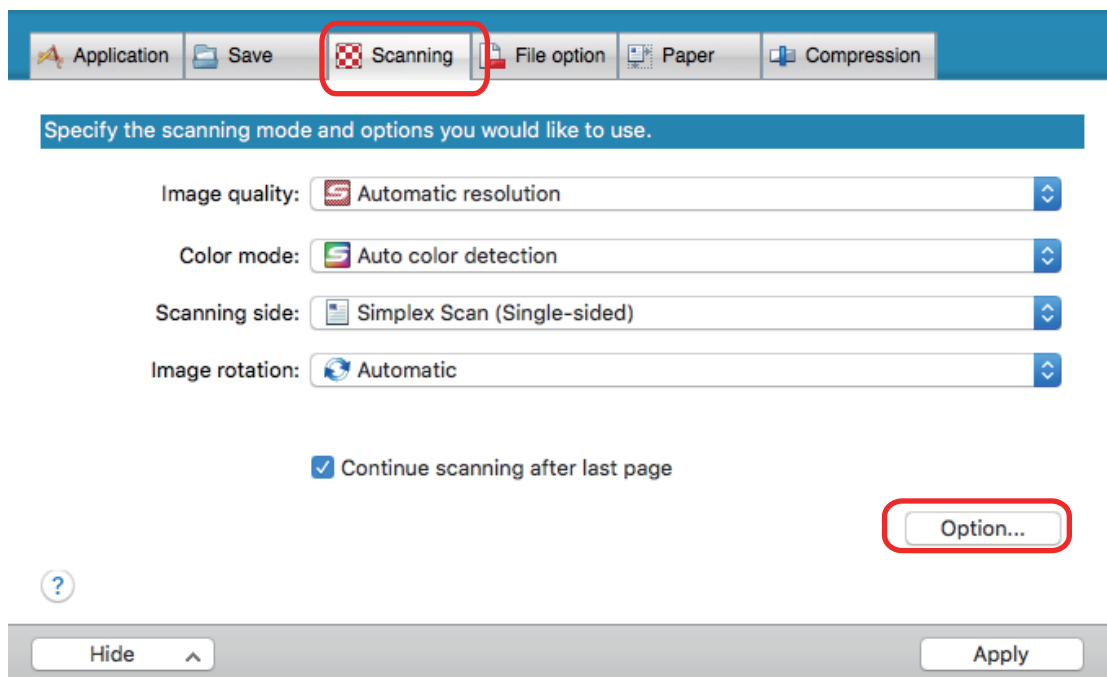 Application Save Scanning File option Paper Compression
Specify the scanning mode and options you would like to use.
Image quality: Automatic resolution
Color mode: Auto color detection
Scanning side: Simplex Scan (Single-sided)
Image rotation: Automatic
Continue scanning after last page
Option...
?
Hide Apply